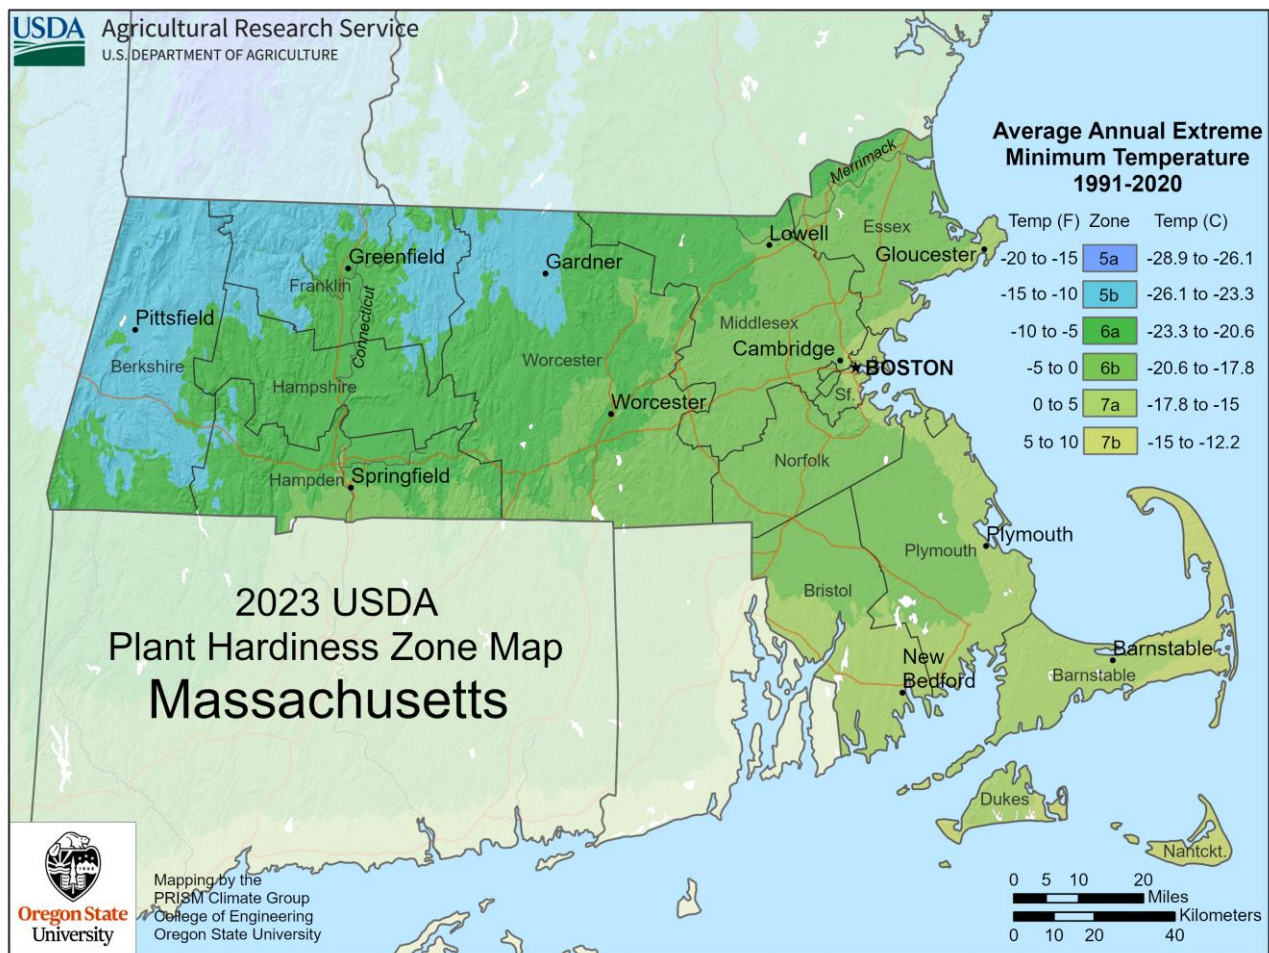 USDA
Agricultural Research Service
U.S. DEPARTMENT OF AGRICULTURE
Average Annual Extreme
Minimum Temperature
1991-2020
Temp (F) Zone Temp (C)
-20 to -15 5a -28.9 to -26.1
-15 to -10 5b -26.1 to -23.3
-10 to -5 6a -23.3 to -20.6
-5 to 0 6b -20.6 to -17.8
0 to 5 7a -17.8 to -15
5 to 10 7b -15 to -12.2
Merrimack
Lowell
Essex
Gloucester
Greenfield
Franklin
Connecticut
Gardner
Pittsfield
Berkshire
Middlesex
Cambridge
BOSTON
Sf.
Worcester
Hampshire
Worcester
Norfolk
Hampden
Springfield
Plymouth
Plymouth
Bristol
New
Bedford
Barnstable
Barnstable
Dukes
Nantckt.
2023 USDA
Plant Hardiness Zone Map
Massachusetts
Oregon State
University
Mapping by the
PRISM Climate Group
College of Engineering
Oregon State University
0 5 10 20
Miles
Kilometers
0 10 20 40